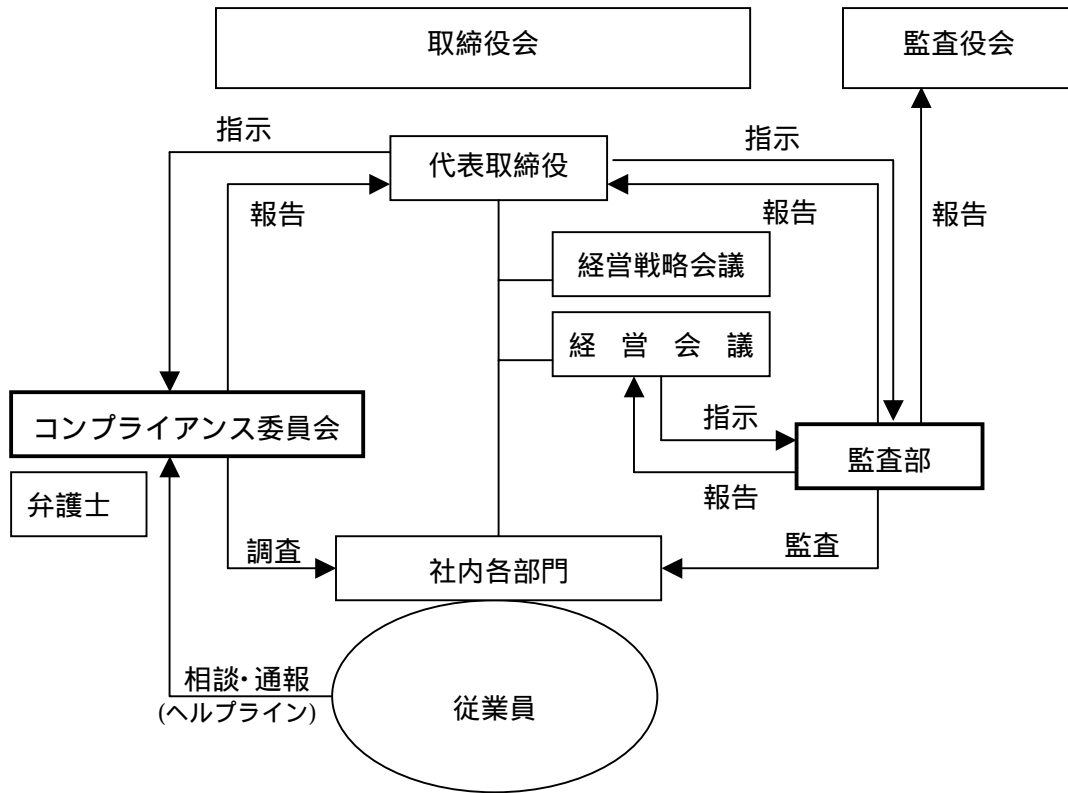 取締役会
監査役会
指示
代表取締役
指示
報告
報告
報告
経営戦略会議
経 営 会 議
コンプライアンス委員会
指示
監査部
弁護士
報告
調査
社内各部門
監査
相談・通報
(ヘルプライン)
従業員